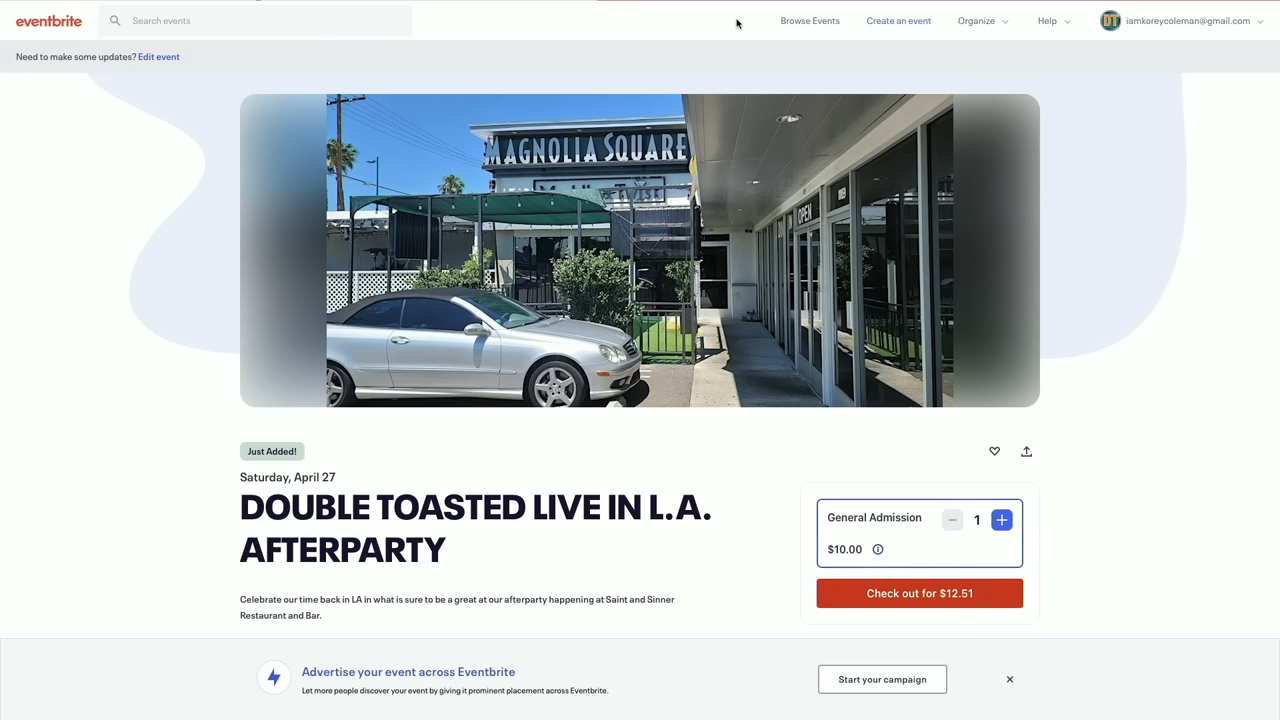 eventbrite
Search events
Browse Events
Create an event
Organize
Help
DT
iamkoreycoleman@gmail.com
Need to make some updates? Edit event
MAGNOLIA SQUARE
OPEN
Just Added!
Saturday, April 27
DOUBLE TOASTED LIVE IN L.A.
AFTERPARTY
General Admission
1
$10.00
Check out for $12.51
Celebrate our time back in LA in what is sure to be a great at our afterparty happening at Saint and Sinner
Restaurant and Bar.
Advertise your event across Eventbrite
Let more people discover your event by giving it prominent placement across Eventbrite.
Start your campaign